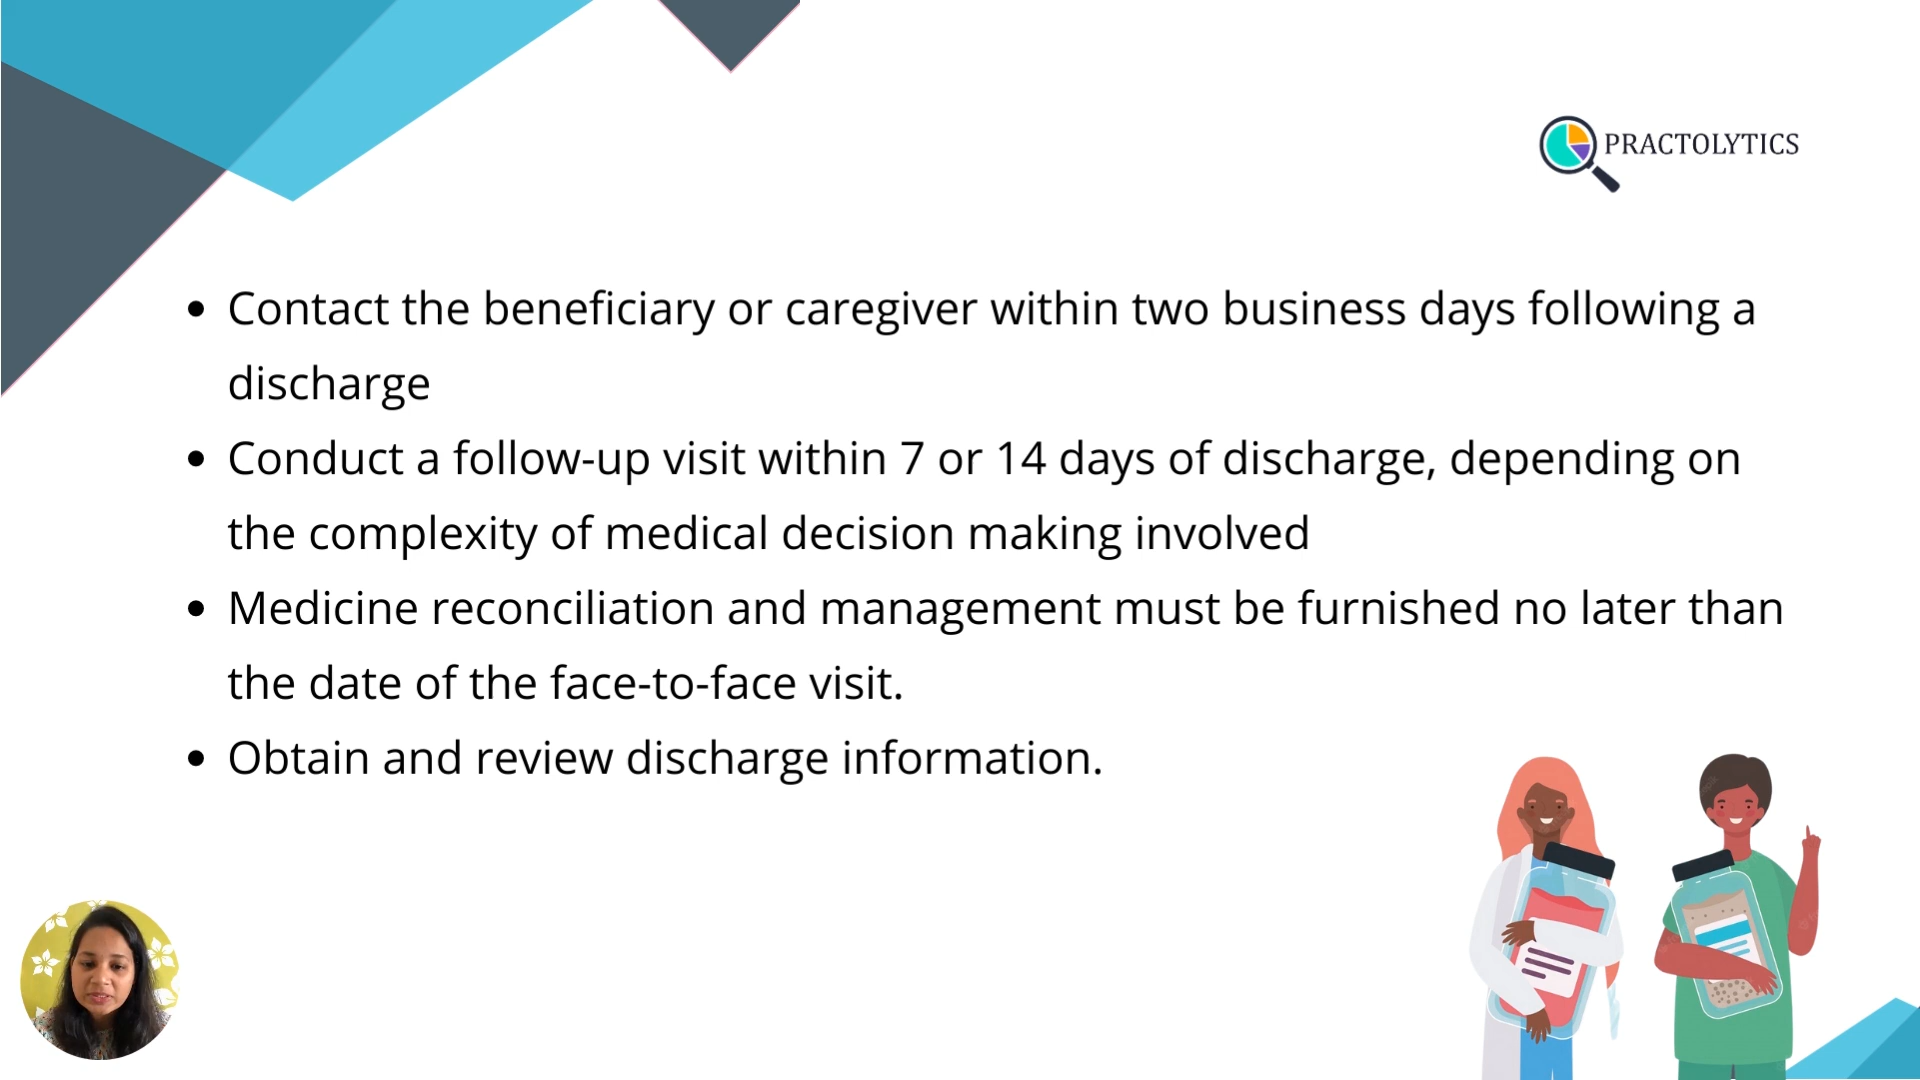 PRACTOLYTICS
• Contact the beneficiary or caregiver within two business days following a
discharge
• Conduct a follow-up visit within 7 or 14 days of discharge, depending on
the complexity of medical decision making involved
• Medicine reconciliation and management must be furnished no later than
the date of the face-to-face visit.
• Obtain and review discharge information.